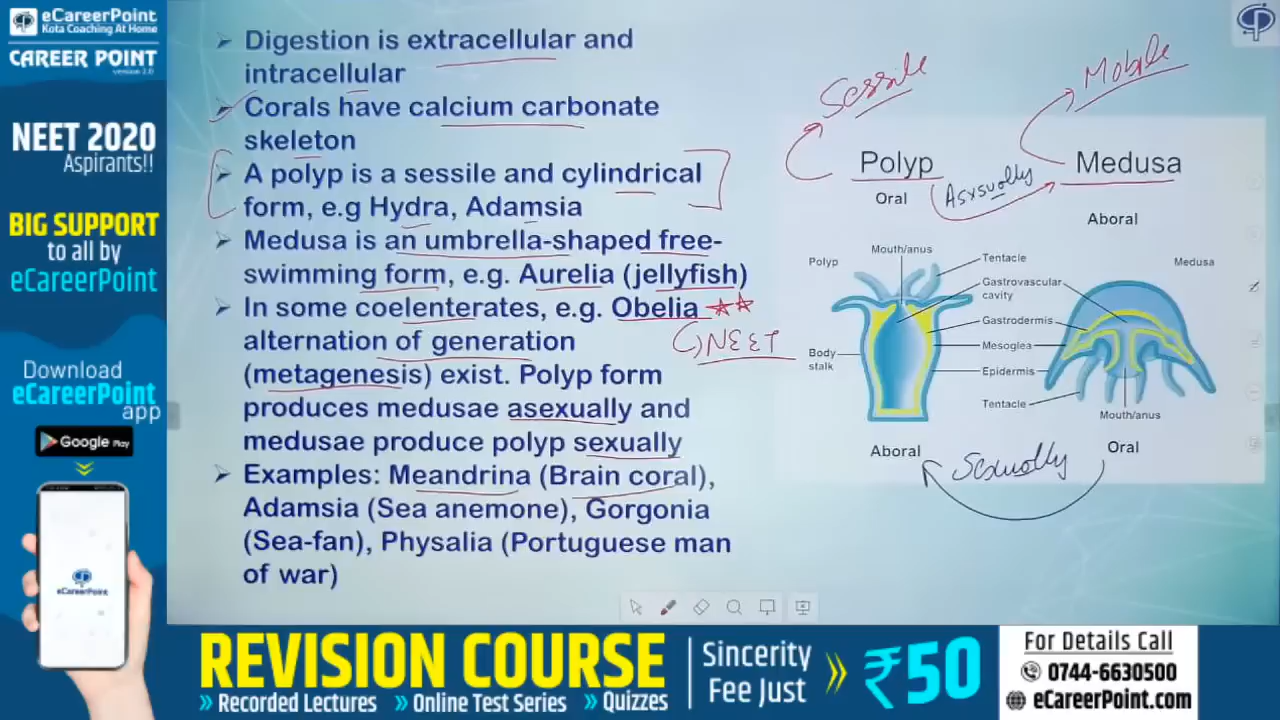 eCareerPoint
Kota Coaching At Home
CAREER POINT
version 2.0
NEET 2020
Aspirants!!
BIG SUPPORT
to all by
eCareerPoint
Download
eCareerPoint
app
Google Play
eCareerPoint
➢ Digestion is extracellular and
intracellular
➢ Corals have calcium carbonate
skeleton
➢ A polyp is a sessile and cylindrical
form, e.g Hydra, Adamsia
➢ Medusa is an umbrella-shaped free-
swimming form, e.g. Aurelia (jellyfish)
➢ In some coelenterates, e.g. Obelia
alternation of generation
(metagenesis) exist. Polyp form
produces medusae asexually and
medusae produce polyp sexually
➢ Examples: Meandrina (Brain coral),
Adamsia (Sea anemone), Gorgonia
(Sea-fan), Physalia (Portuguese man
of war)
NEET
Sessile
Mobile
Polyp
Medusa
Asxsuolly
Oral
Aboral
Mouth/anus
Polyp
Tentacle
Medusa
Gastrovascular
cavity
Gastrodermis
Mesoglea
Body
stalk
Epidermis
Tentacle
Mouth/anus
Aboral
Sexually
Oral
REVISION COURSE
» Recorded Lectures » Online Test Series » Quizzes
Sincerity
Fee Just
» ₹50
For Details Call
0744-6630500
eCareerPoint.com